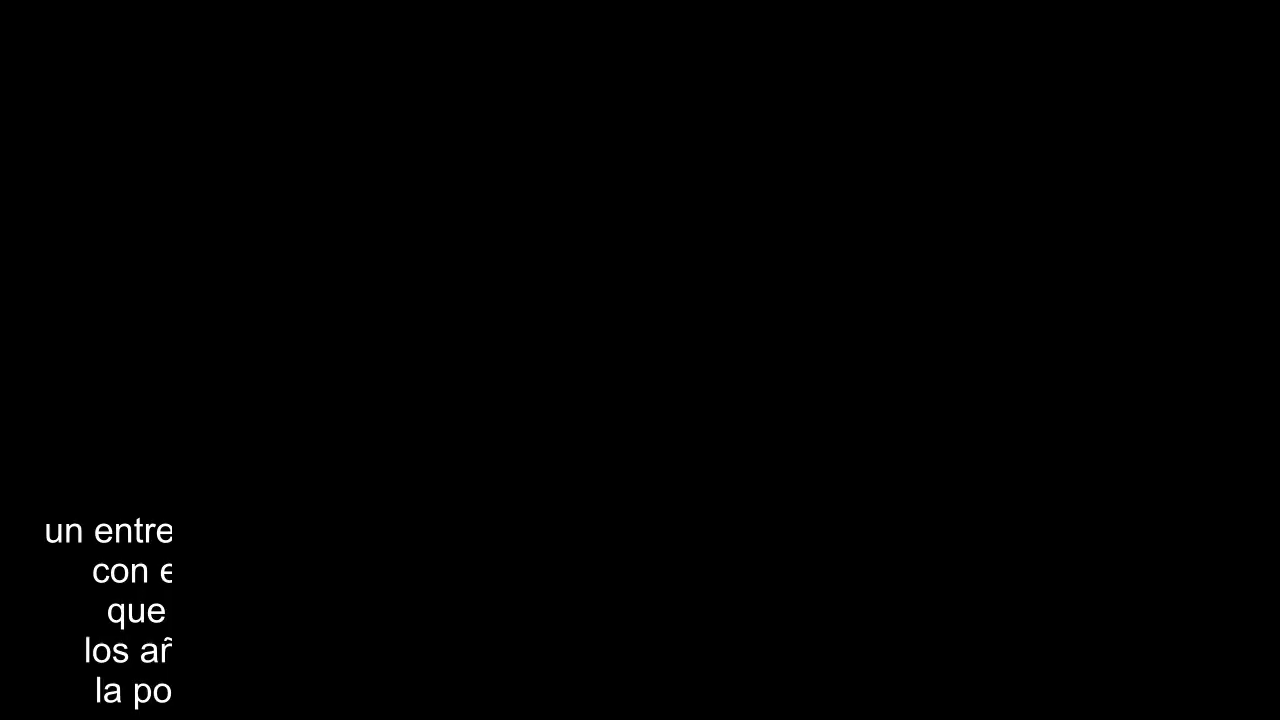 un entre
con e
que
los añ
la po